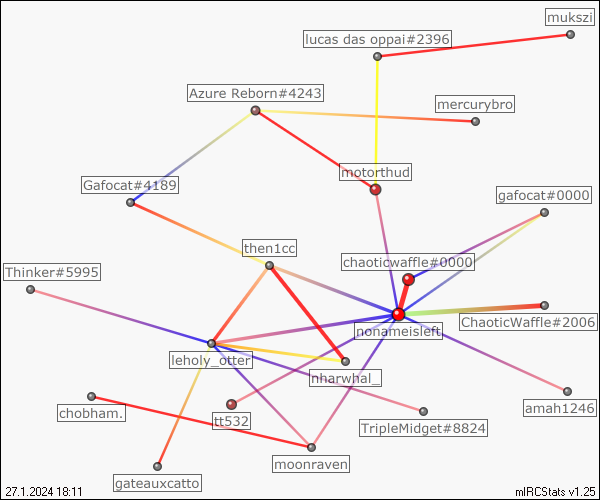 mukszi
lucas das oppai#2396
Azure Reborn#4243
mercurybro
motorthud
Gafocat#4189
gafocat#0000
then1cc
chaoticwaffle#0000
Thinker#5995
ChaoticWaffle#2006
nonameisleft
leholy_otter
nharwhal_
chobham.
tt532
amah1246
TripleMidget#8824
moonraven
gateauxcatto
27.1.2024 18:11
mIRCStats v1.25